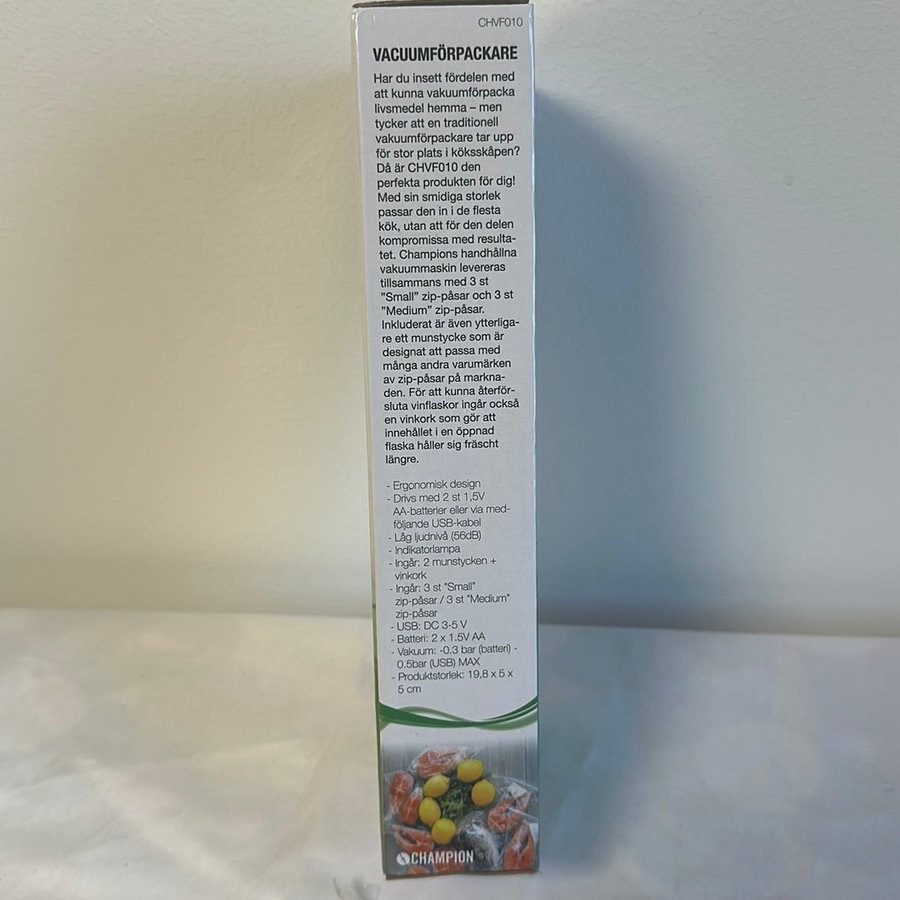 CHVF010
VACUUMFÖRPACKARE
Har du insett fördelen med
att kunna vakuumförpacka
livsmedel hemma – men
tycker att en traditionell
vakuumförpackare tar upp
för stor plats i köksskåpen?
Då är CHVF010 den
perfekta produkten för dig!
Med sin smidiga storlek
passar den in i de flesta
kök, utan att för den delen
kompromissa med resulta-
tet. Champions handhållna
vakuummaskin levereras
tillsammans med 3 st
"Small" zip-påsar och 3 st
"Medium" zip-påsar.
Inkluderat är även ytterliga-
re ett munstycke som är
designat att passa med
många andra varumärken
av zip-påsar på markna-
den. För att kunna återför-
sluta vinflaskor ingår också
en vinkork som gör att
innehållet i en öppnad
flaska håller sig fräscht
längre.
- Ergonomisk design
- Drivs med 2 st 1,5V
AA-batterier eller via med-
följande USB-kabel
- Låg ljudnivå (56dB)
- Indikatorlampa
- Ingår: 2 munstycken +
vinkork
- Ingår: 3 st "Small"
zip-påsar / 3 st "Medium"
zip-påsar
- USB: DC 3-5 V
- Batteri: 2 x 1.5V AA
- Vakuum: -0.3 bar (batteri) -
0.5bar (USB) MAX
- Produktstorlek: 19,8 x 5 x
5 cm
CHAMPION